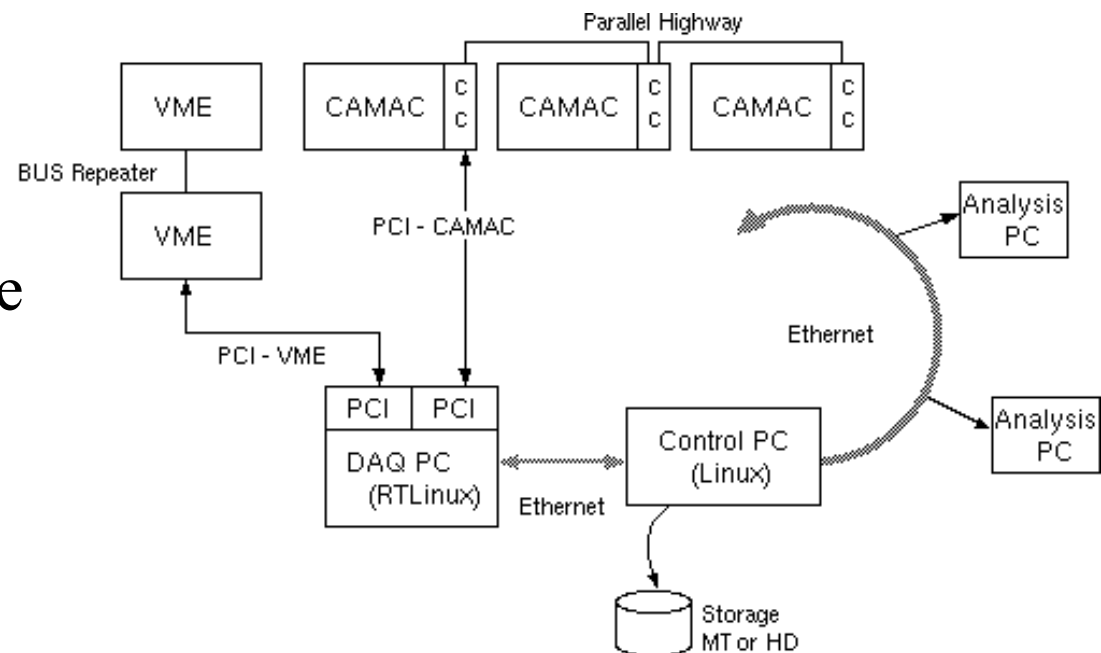 Parallel Highway
VME
CAMAC
C
C
CAMAC
C
C
CAMAC
C
C
BUS Repeater
VME
PCI - CAMAC
Analysis
PC
e
Ethernet
PCI - VME
PCI
PCI
DAQ PC
(RTLinux)
Control PC
(Linux)
Analysis
PC
Ethernet
Storage
MT or HD